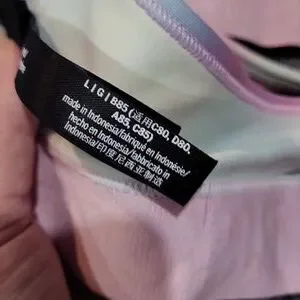 L I G I B85 (适用C80, D80,
A85, C85)
made in Indonesia/fabriqué en Indonésie/
hecho en Indonesia/fabbricato in
Indonesia/印度尼西亚制造